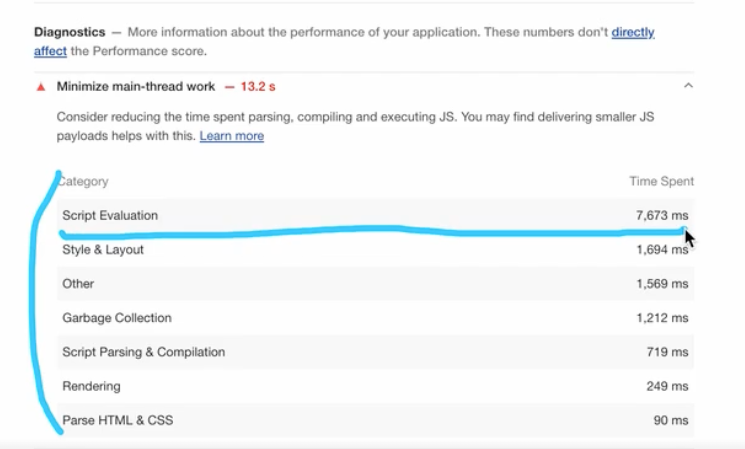 Diagnostics — More information about the performance of your application. These numbers don't directly
affect the Performance score.
Minimize main-thread work — 13.2 s
Consider reducing the time spent parsing, compiling and executing JS. You may find delivering smaller JS
payloads helps with this. Learn more
Category Time Spent
Script Evaluation 7,673 ms
Style & Layout 1,694 ms
Other 1,569 ms
Garbage Collection 1,212 ms
Script Parsing & Compilation 719 ms
Rendering 249 ms
Parse HTML & CSS 90 ms